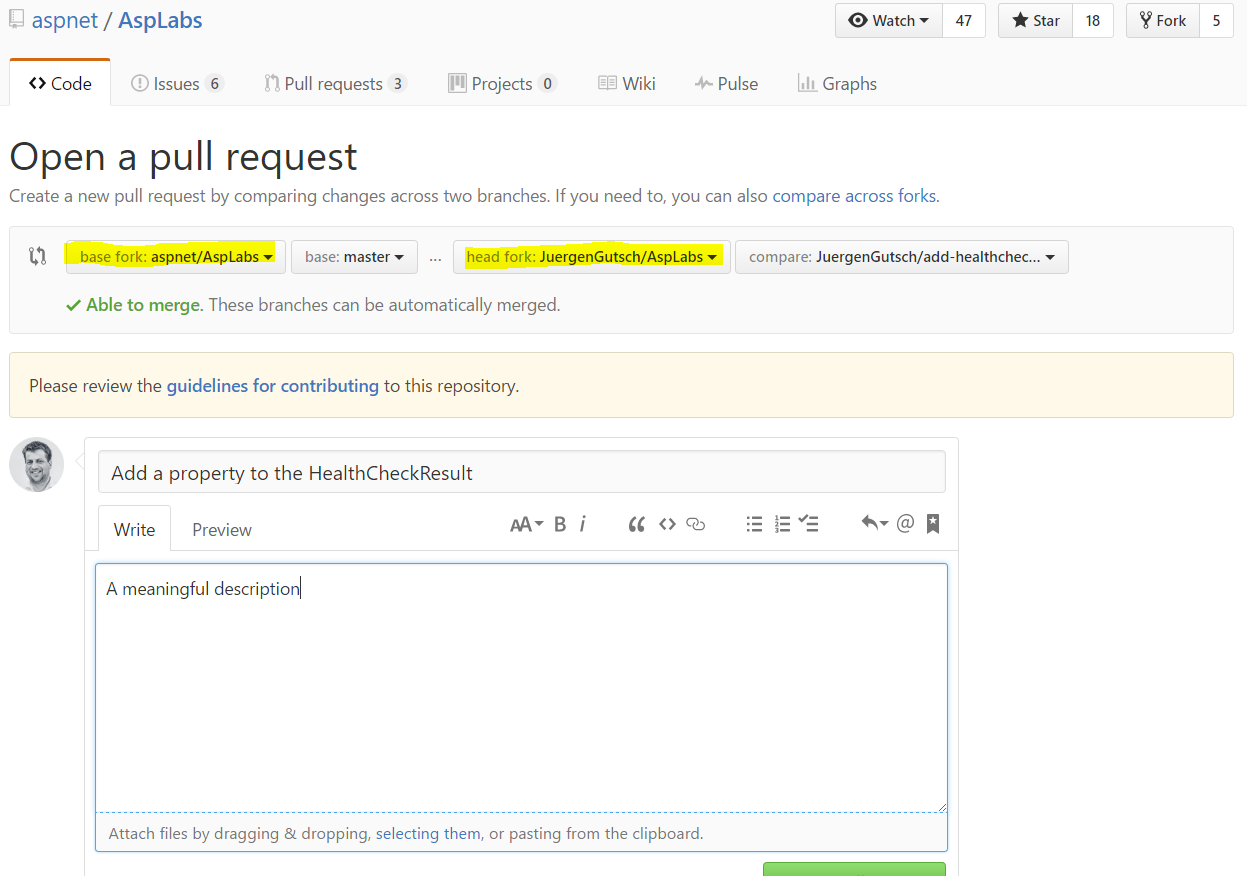 aspnet / AspLabs Watch 47 Star 18 Fork 5
Code Issues 6 Pull requests 3 Projects 0 Wiki Pulse Graphs
Open a pull request
Create a new pull request by comparing changes across two branches. If you need to, you can also compare across forks.
base fork: aspnet/AspLabs base: master ... head fork: JuergenGutsch/AspLabs compare: JuergenGutsch/add-healthchec...
Able to merge. These branches can be automatically merged.
Please review the guidelines for contributing to this repository.
Add a property to the HealthCheckResult
Write Preview AA B i
A meaningful description
Attach files by dragging & dropping, selecting them, or pasting from the clipboard.